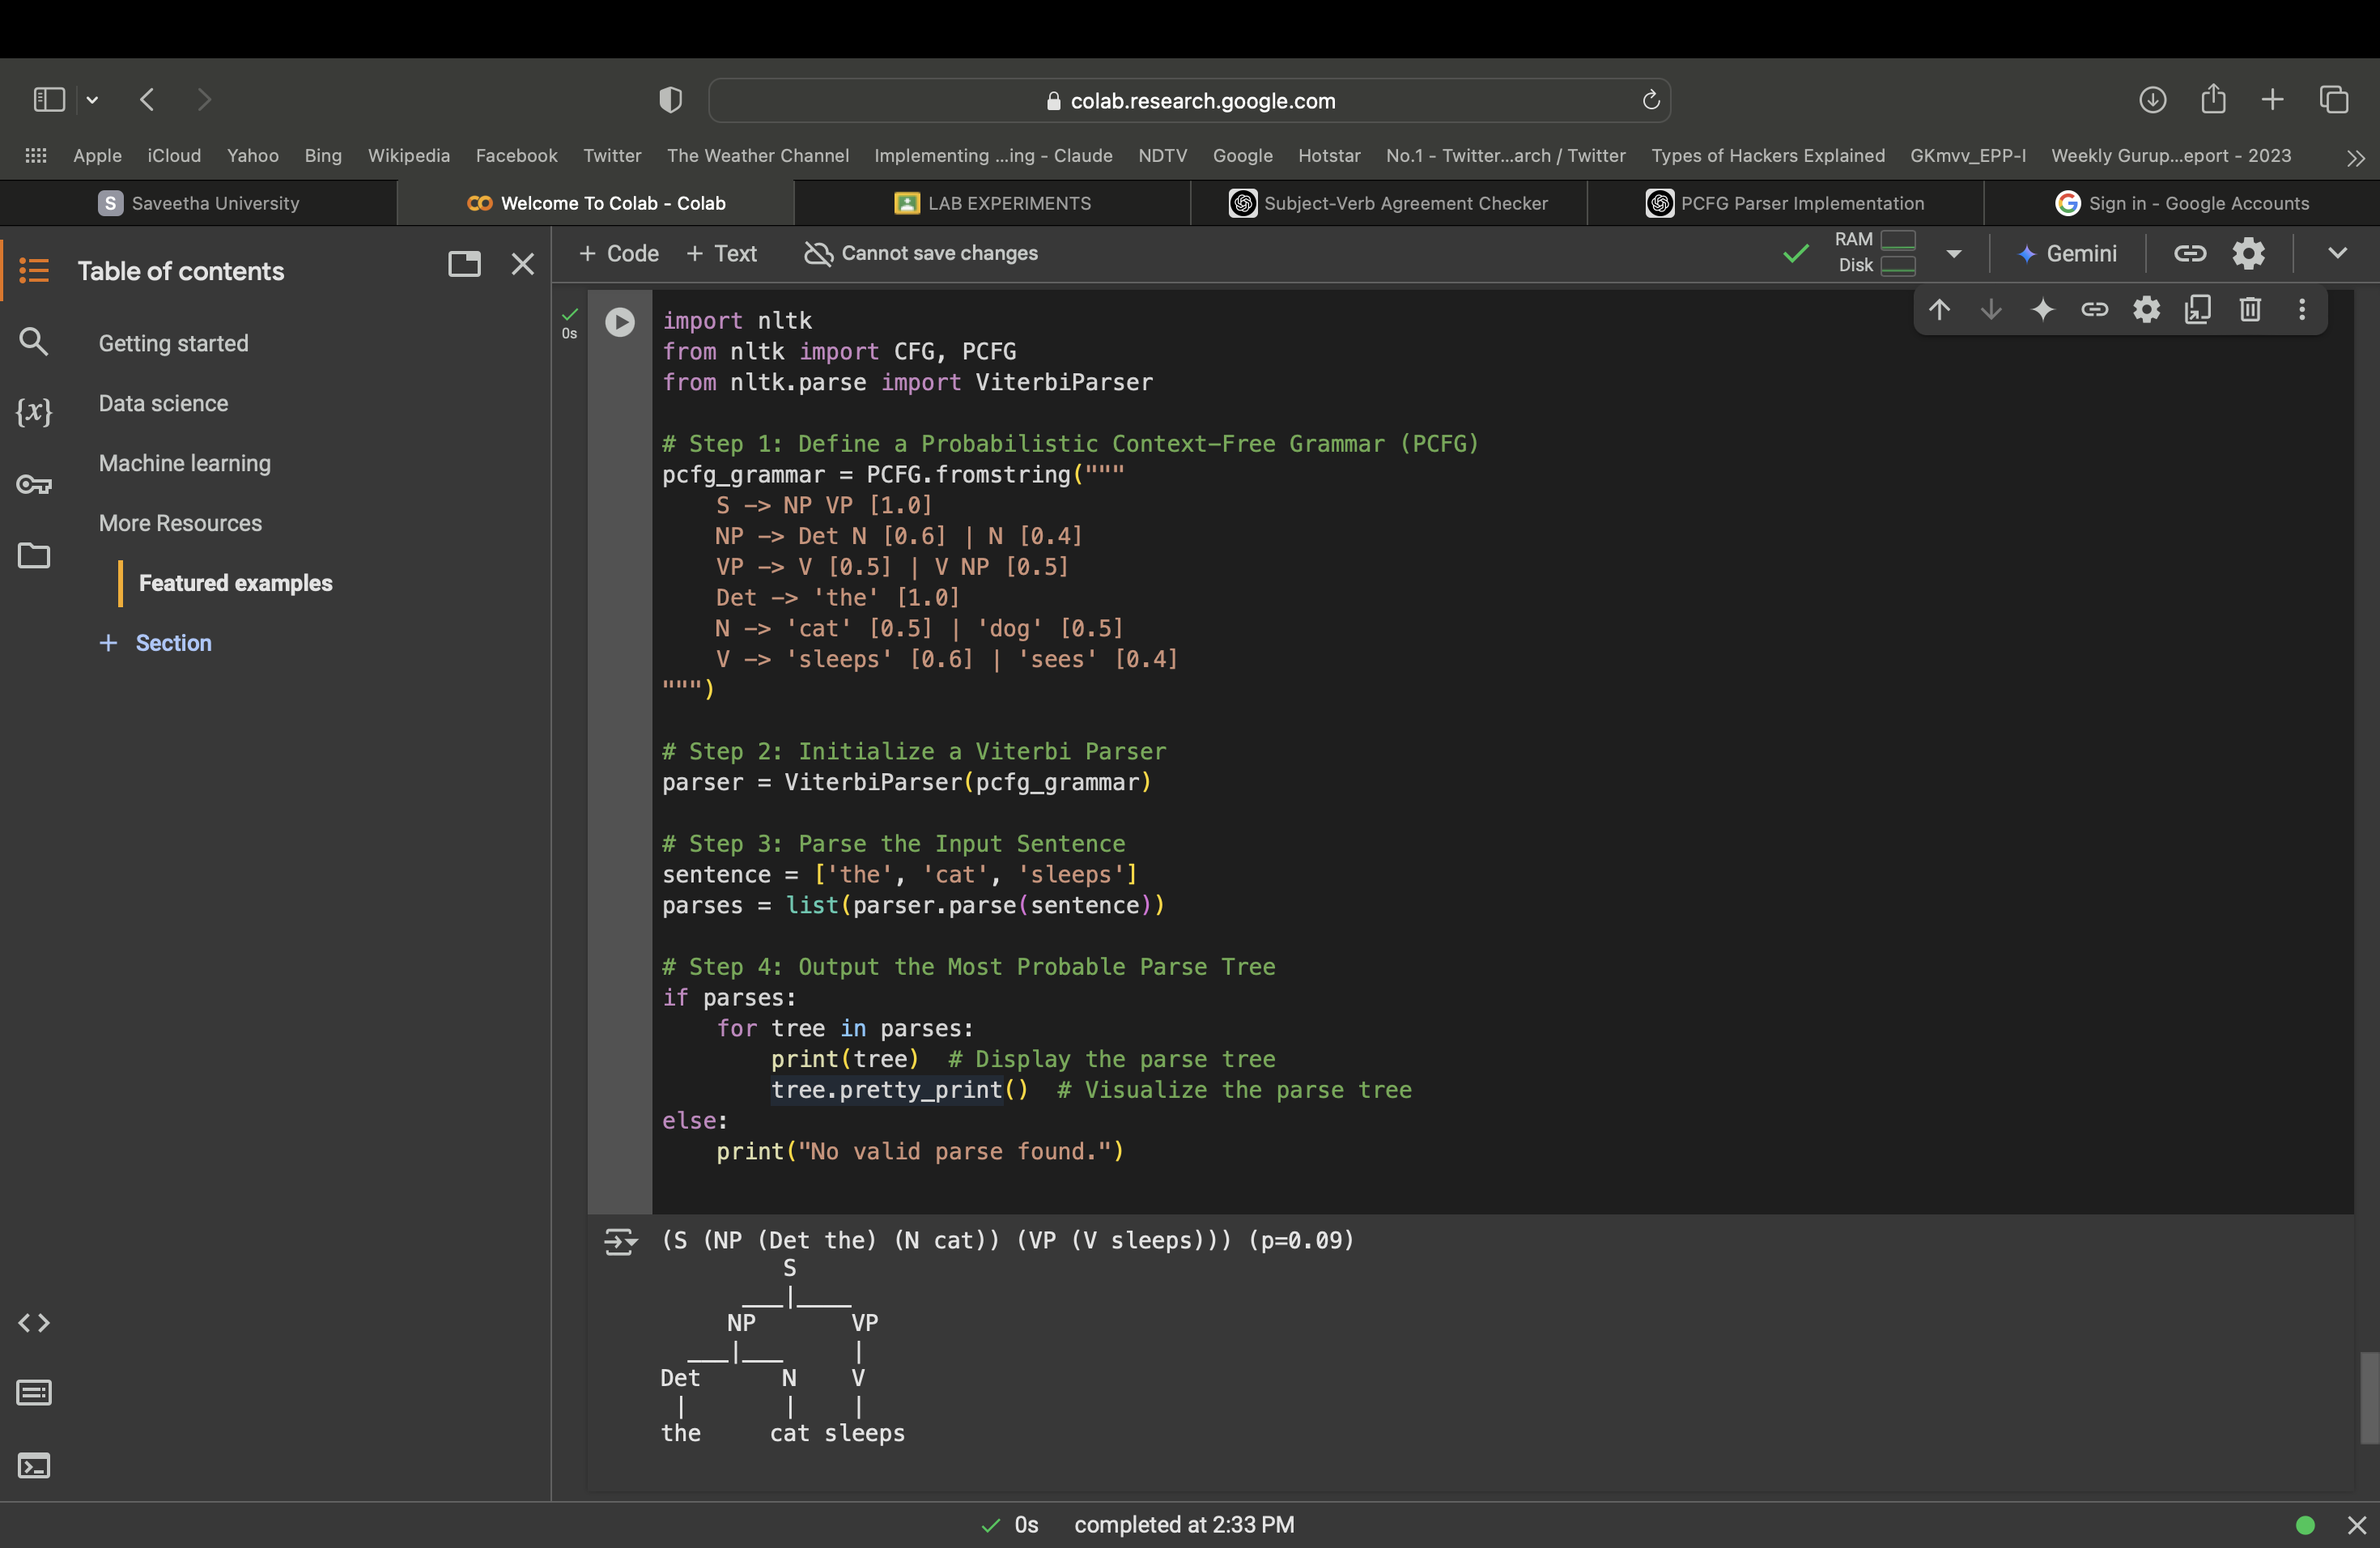 colab.research.google.com
Apple iCloud Yahoo Bing Wikipedia Facebook Twitter The Weather Channel Implementing ...ing - Claude NDTV Google Hotstar No.1 - Twitter...arch / Twitter Types of Hackers Explained GKmvv_EPP-I Weekly Gurup...eport - 2023
S Saveetha University Welcome To Colab - Colab LAB EXPERIMENTS Subject-Verb Agreement Checker PCFG Parser Implementation Sign in - Google Accounts
Table of contents
Getting started
Data science
Machine learning
More Resources
Featured examples
+ Section
{x}
+ Code + Text Cannot save changes
RAM
Disk
Gemini
0s
import nltk
from nltk import CFG, PCFG
from nltk.parse import ViterbiParser
# Step 1: Define a Probabilistic Context-Free Grammar (PCFG)
pcfg_grammar = PCFG.fromstring("""
    S -> NP VP [1.0]
    NP -> Det N [0.6] | N [0.4]
    VP -> V [0.5] | V NP [0.5]
    Det -> 'the' [1.0]
    N -> 'cat' [0.5] | 'dog' [0.5]
    V -> 'sleeps' [0.6] | 'sees' [0.4]
""")
# Step 2: Initialize a Viterbi Parser
parser = ViterbiParser(pcfg_grammar)
# Step 3: Parse the Input Sentence
sentence = ['the', 'cat', 'sleeps']
parses = list(parser.parse(sentence))
# Step 4: Output the Most Probable Parse Tree
if parses:
    for tree in parses:
        print(tree)  # Display the parse tree
        tree.pretty_print()  # Visualize the parse tree
else:
    print("No valid parse found.")
(S (NP (Det the) (N cat)) (VP (V sleeps))) (p=0.09)
         S
      ___|____
     NP       VP
  ___|___     |
Det      N    V
 |       |    |
the     cat sleeps
0s completed at 2:33 PM